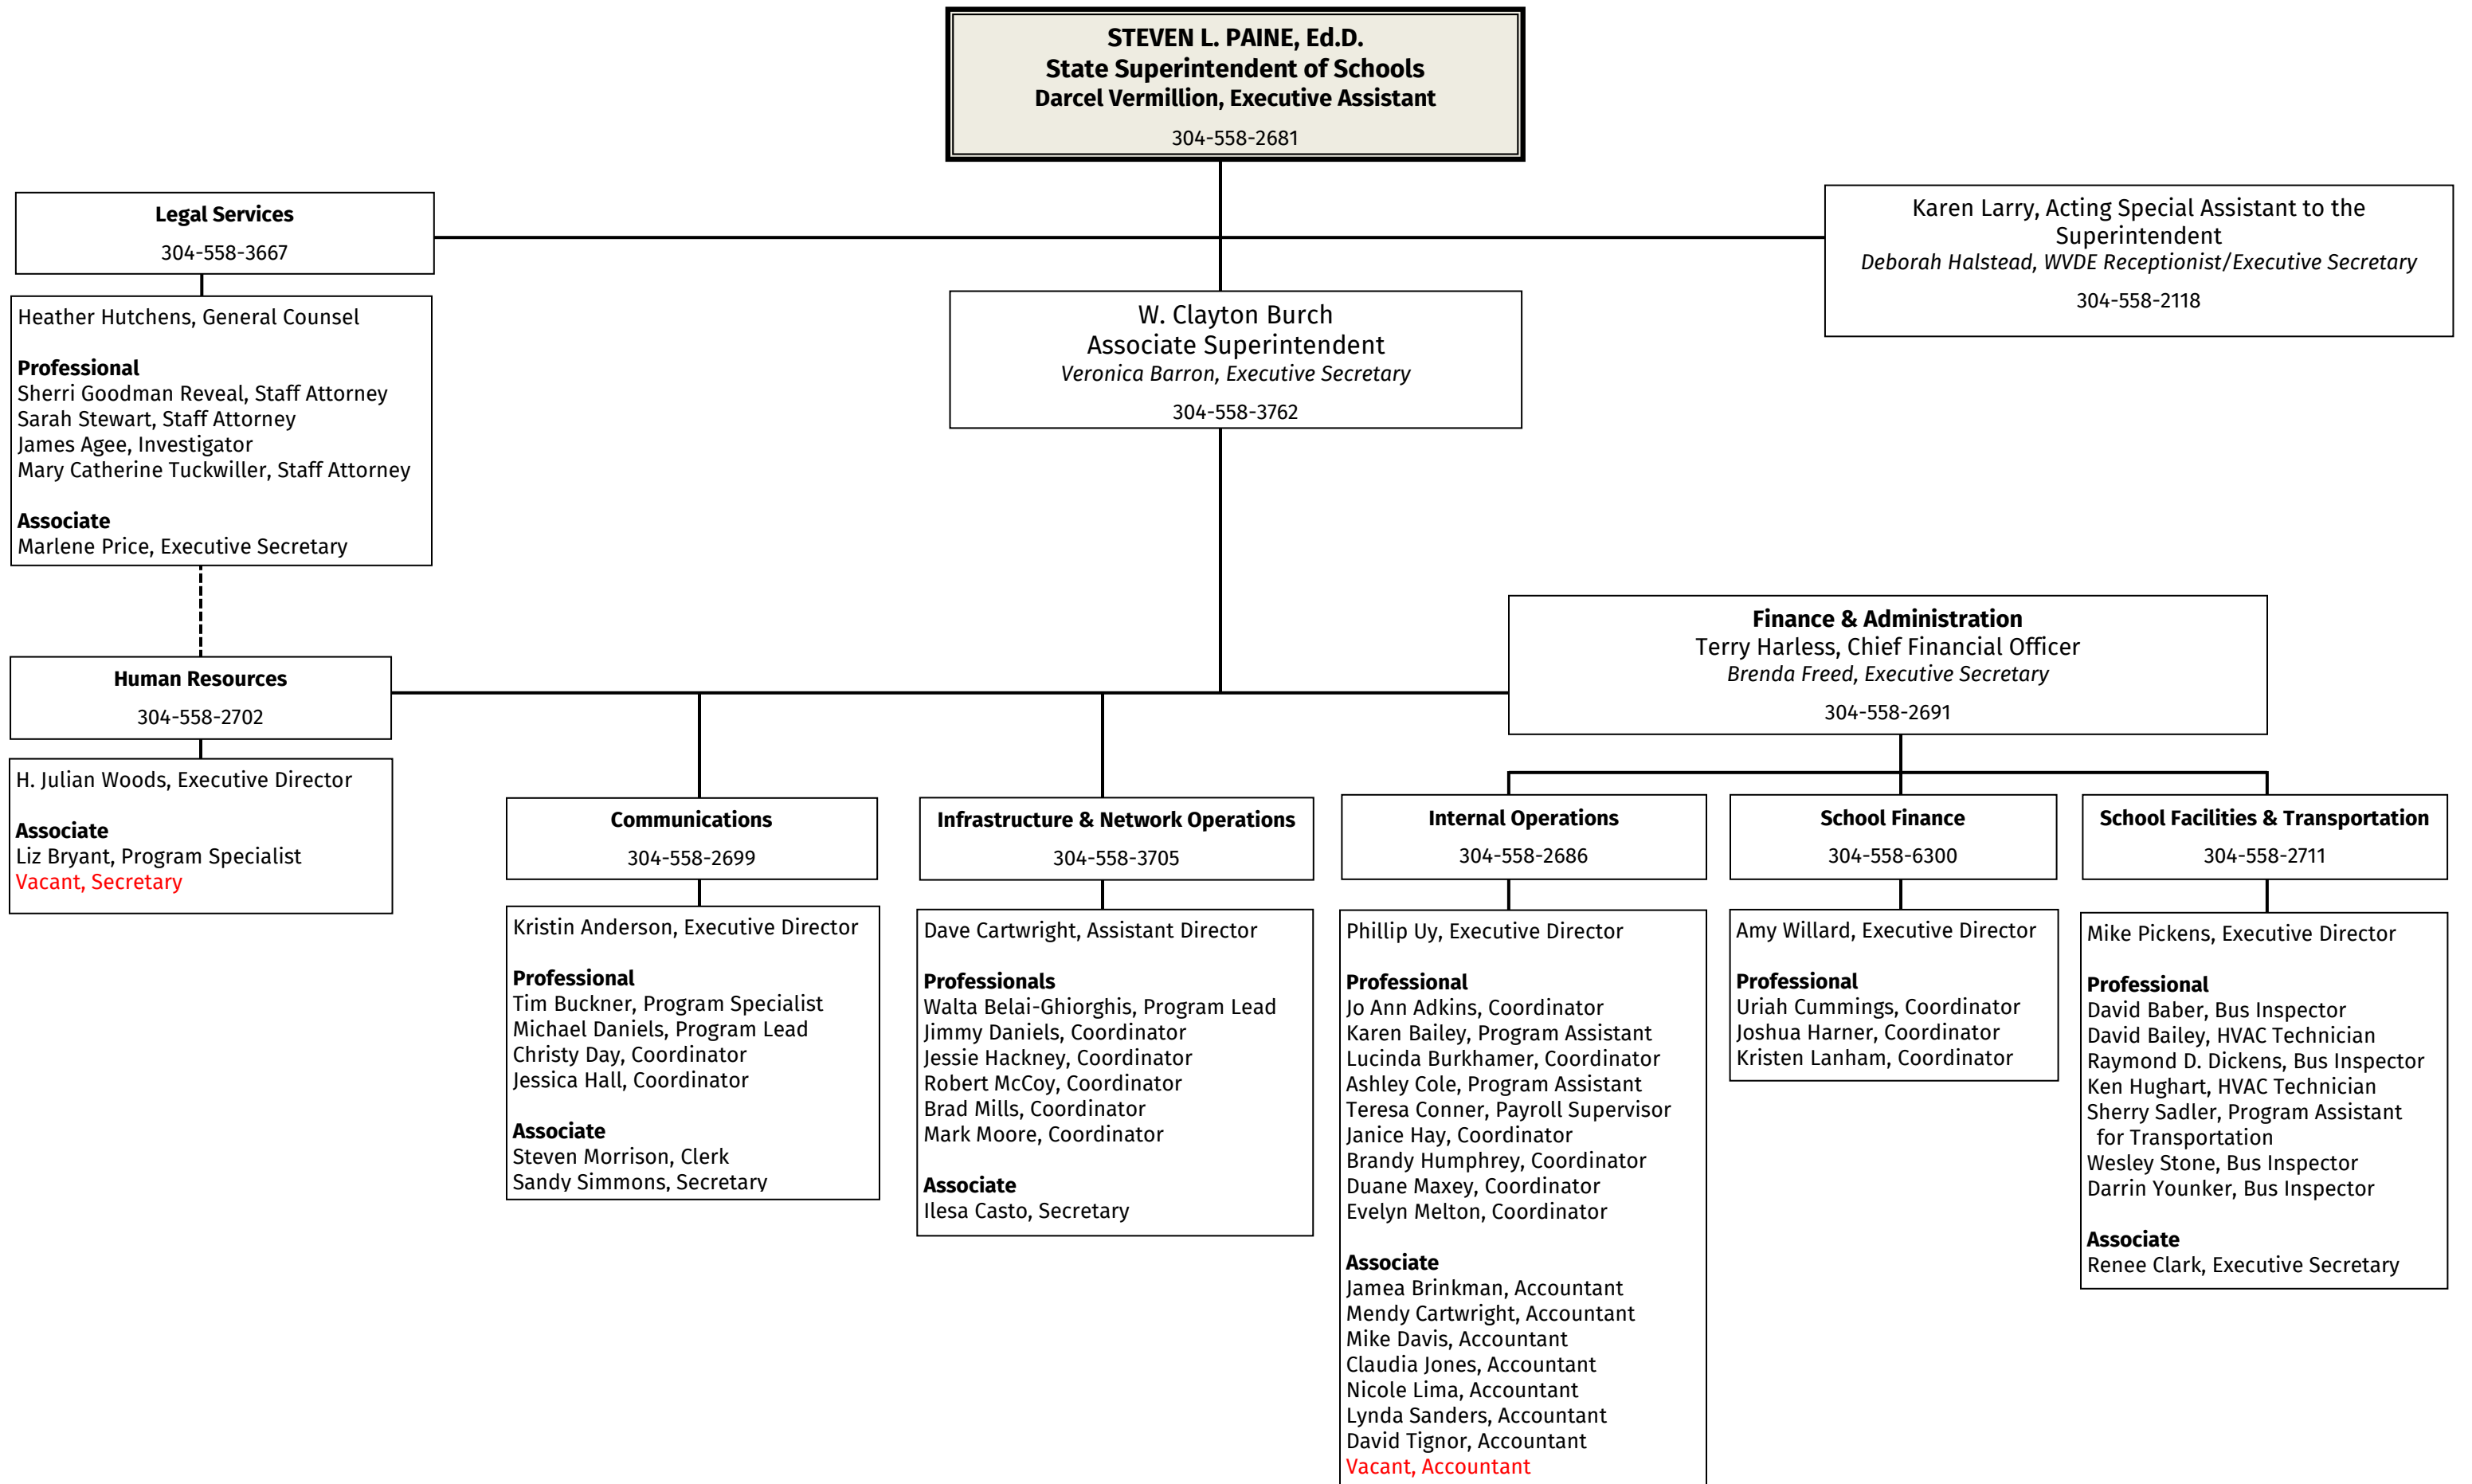 STEVEN L. PAINE, Ed.D.
State Superintendent of Schools
Darcel Vermillion, Executive Assistant
304-558-2681
Legal Services
304-558-3667
Karen Larry, Acting Special Assistant to the
Superintendent
Deborah Halstead, WVDE Receptionist/Executive Secretary
304-558-2118
Heather Hutchens, General Counsel
Professional
Sherri Goodman Reveal, Staff Attorney
Sarah Stewart, Staff Attorney
James Agee, Investigator
Mary Catherine Tuckwiller, Staff Attorney
Associate
Marlene Price, Executive Secretary
W. Clayton Burch
Associate Superintendent
Veronica Barron, Executive Secretary
304-558-3762
Finance & Administration
Terry Harless, Chief Financial Officer
Brenda Freed, Executive Secretary
304-558-2691
Human Resources
304-558-2702
H. Julian Woods, Executive Director
Associate
Liz Bryant, Program Specialist
Vacant, Secretary
Communications
304-558-2699
Kristin Anderson, Executive Director
Professional
Tim Buckner, Program Specialist
Michael Daniels, Program Lead
Christy Day, Coordinator
Jessica Hall, Coordinator
Associate
Steven Morrison, Clerk
Sandy Simmons, Secretary
Infrastructure & Network Operations
304-558-3705
Dave Cartwright, Assistant Director
Professionals
Walta Belai-Ghiorghis, Program Lead
Jimmy Daniels, Coordinator
Jessie Hackney, Coordinator
Robert McCoy, Coordinator
Brad Mills, Coordinator
Mark Moore, Coordinator
Associate
Ilesa Casto, Secretary
Internal Operations
304-558-2686
Phillip Uy, Executive Director
Professional
Jo Ann Adkins, Coordinator
Karen Bailey, Program Assistant
Lucinda Burkhamer, Coordinator
Ashley Cole, Program Assistant
Teresa Conner, Payroll Supervisor
Janice Hay, Coordinator
Brandy Humphrey, Coordinator
Duane Maxey, Coordinator
Evelyn Melton, Coordinator
Associate
Jamea Brinkman, Accountant
Mendy Cartwright, Accountant
Mike Davis, Accountant
Claudia Jones, Accountant
Nicole Lima, Accountant
Lynda Sanders, Accountant
David Tignor, Accountant
Vacant, Accountant
School Finance
304-558-6300
Amy Willard, Executive Director
Professional
Uriah Cummings, Coordinator
Joshua Harner, Coordinator
Kristen Lanham, Coordinator
School Facilities & Transportation
304-558-2711
Mike Pickens, Executive Director
Professional
David Baber, Bus Inspector
David Bailey, HVAC Technician
Raymond D. Dickens, Bus Inspector
Ken Hughart, HVAC Technician
Sherry Sadler, Program Assistant
for Transportation
Wesley Stone, Bus Inspector
Darrin Younker, Bus Inspector
Associate
Renee Clark, Executive Secretary